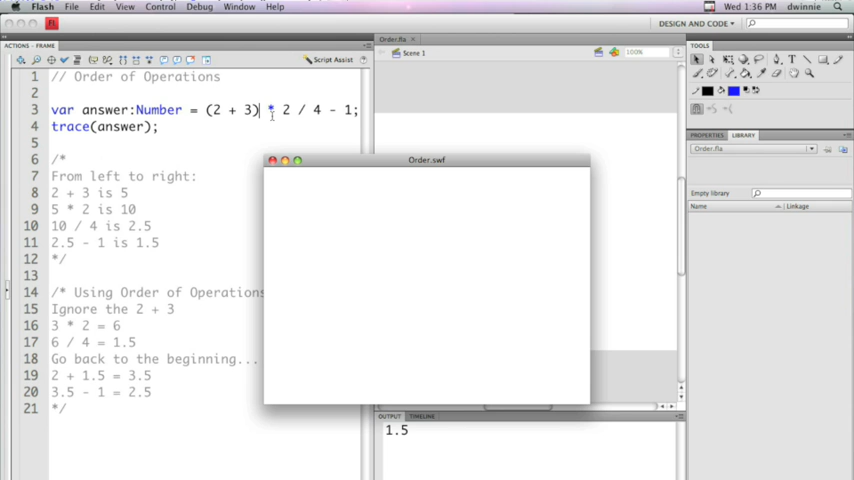 Flash File Edit View Insert Modify Text Commands Control Debug Window Help
Wed 1:36 PM dwinnie
FL
DESIGN AND CODE
ACTIONS - FRAME
Script Assist
1 // Order of Operations
2
3 var answer:Number = (2 + 3) * 2 / 4 - 1;
4 trace(answer);
5
6 /*
7 From left to right:
8 2 + 3 is 5
9 5 * 2 is 10
10 10 / 4 is 2.5
11 2.5 - 1 is 1.5
12 */
13
14 /* Using Order of Operations
15 Ignore the 2 + 3
16 3 * 2 = 6
17 6 / 4 = 1.5
18 Go back to the beginning...
19 2 + 1.5 = 3.5
20 3.5 - 1 = 2.5
21 */
Order.fla
Scene 1
100%
Order.swf
OUTPUT TIMELINE
1.5
TOOLS
PROPERTIES LIBRARY
Order.fla
Empty library
Name Linkage